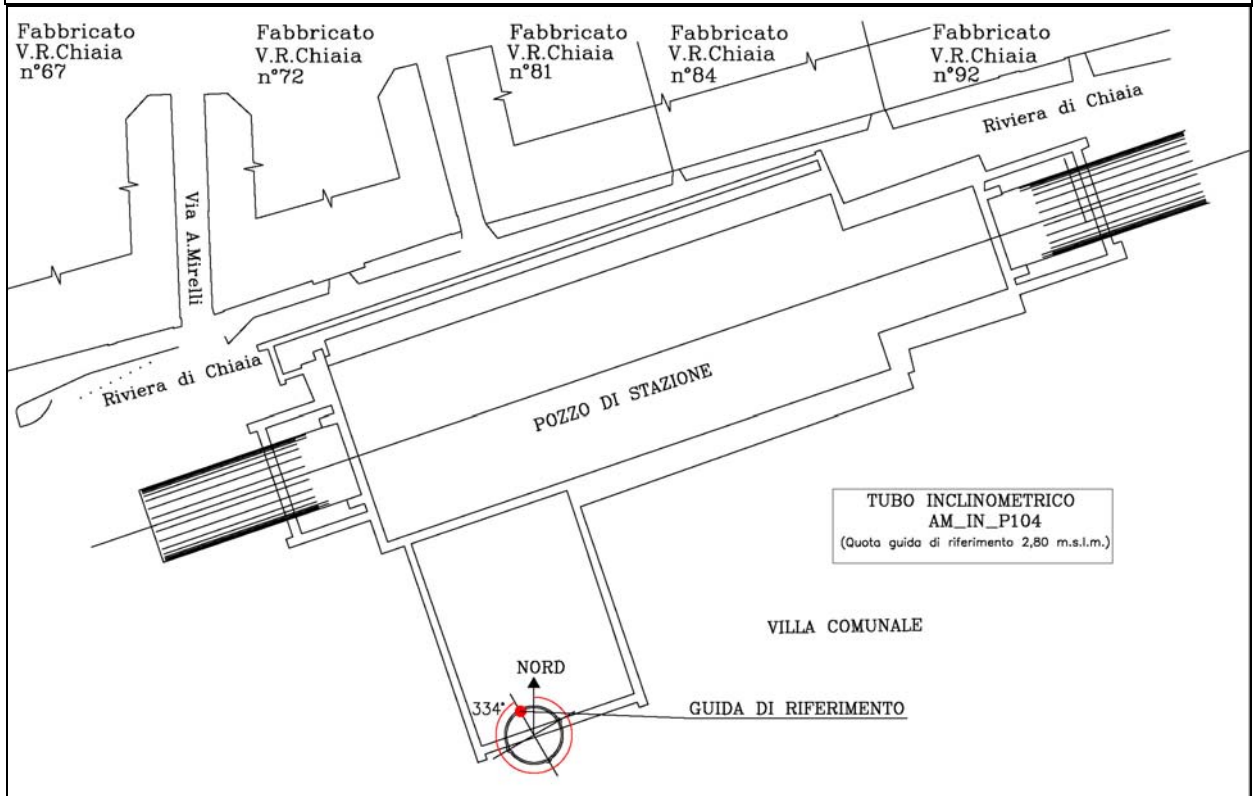 Fabbricato
V.R.Chiaia
n°67
Fabbricato
V.R.Chiaia
n°72
Fabbricato
V.R.Chiaia
n°81
Fabbricato
V.R.Chiaia
n°84
Fabbricato
V.R.Chiaia
n°92
Riviera di Chiaia
Via A.Mirelli
Riviera di Chiaia
POZZO DI STAZIONE
TUBO INCLINOMETRICO
AM_IN_P104
(Quota guida di riferimento 2,80 m.s.l.m.)
VILLA COMUNALE
NORD
334°
GUIDA DI RIFERIMENTO